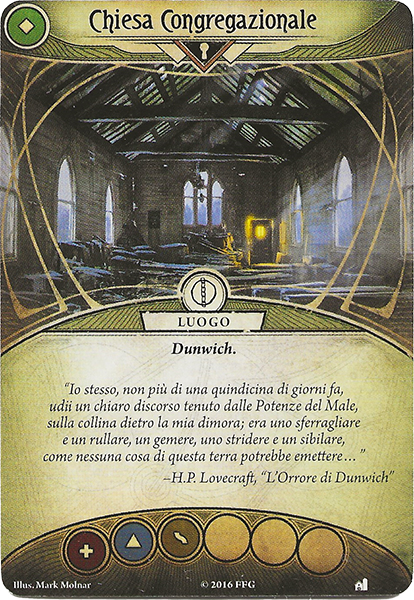 Chiesa Congregazionale
LUOGO
Dunwich.
“Io stesso, non più di una quindicina di giorni fa,
udii un chiaro discorso tenuto dalle Potenze del Male,
sulla collina dietro la mia dimora; era uno sferragliare
e un rullare, un gemere, uno stridere e un sibilare,
come nessuna cosa di questa terra potrebbe emettere…”
–H.P. Lovecraft, “L’Orrore di Dunwich”
Illus. Mark Molnar
© 2016 FFG